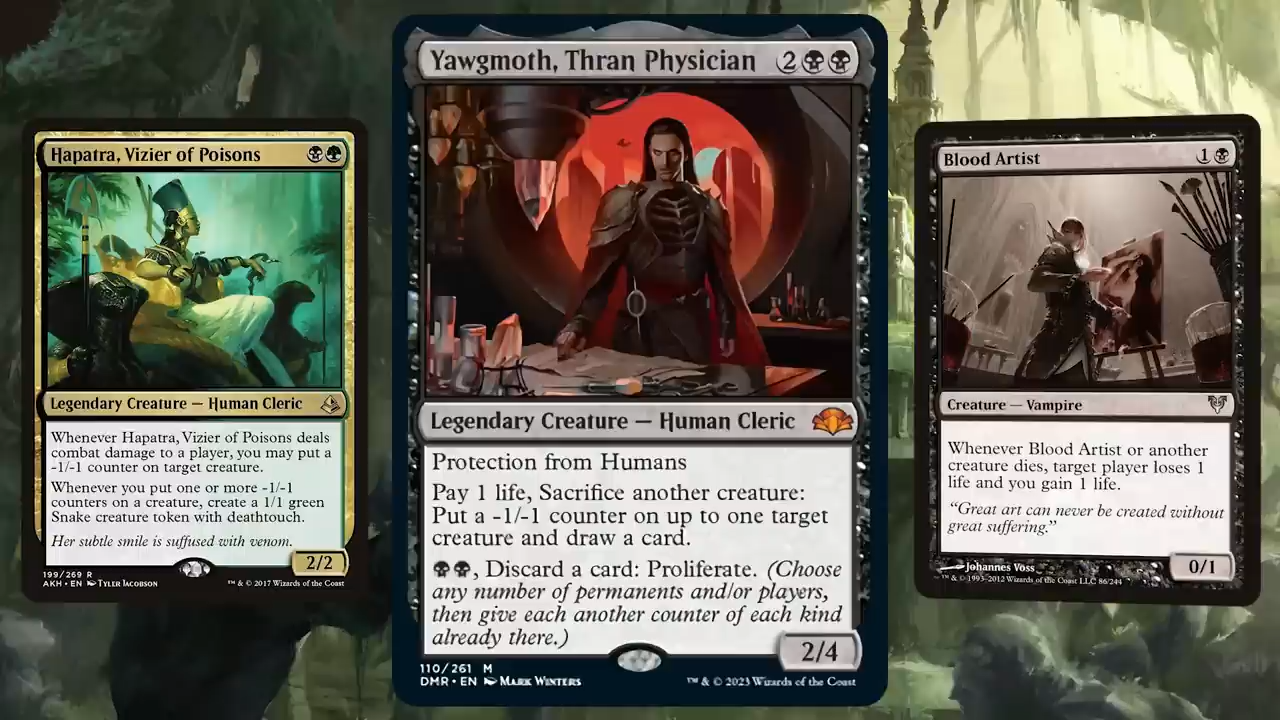 Hapatra, Vizier of Poisons
Legendary Creature — Human Cleric
Whenever Hapatra, Vizier of Poisons deals
combat damage to a player, you may put a
-1/-1 counter on target creature.
Whenever you put one or more -1/-1
counters on a creature, create a 1/1 green
Snake creature token with deathtouch.
Her subtle smile is suffused with venom.
2/2
199/269 R
AKH • EN Tyler Jacobson
™ & © 2017 Wizards of the Coast
Yawgmoth, Thran Physician 2
Legendary Creature — Human Cleric
Protection from Humans
Pay 1 life, Sacrifice another creature:
Put a -1/-1 counter on up to one target
creature and draw a card.
, Discard a card: Proliferate. (Choose
any number of permanents and/or players,
then give each another counter of each kind
already there.)
2/4
110/261 M
DMR • EN Mark Winters
™ & © 2023 Wizards of the Coast
Blood Artist 1
Creature — Vampire
Whenever Blood Artist or another
creature dies, target player loses 1
life and you gain 1 life.
“Great art can never be created without
great suffering.”
Johannes Voss
™ & © 1993-2012 Wizards of the Coast LLC 86/244
0/1